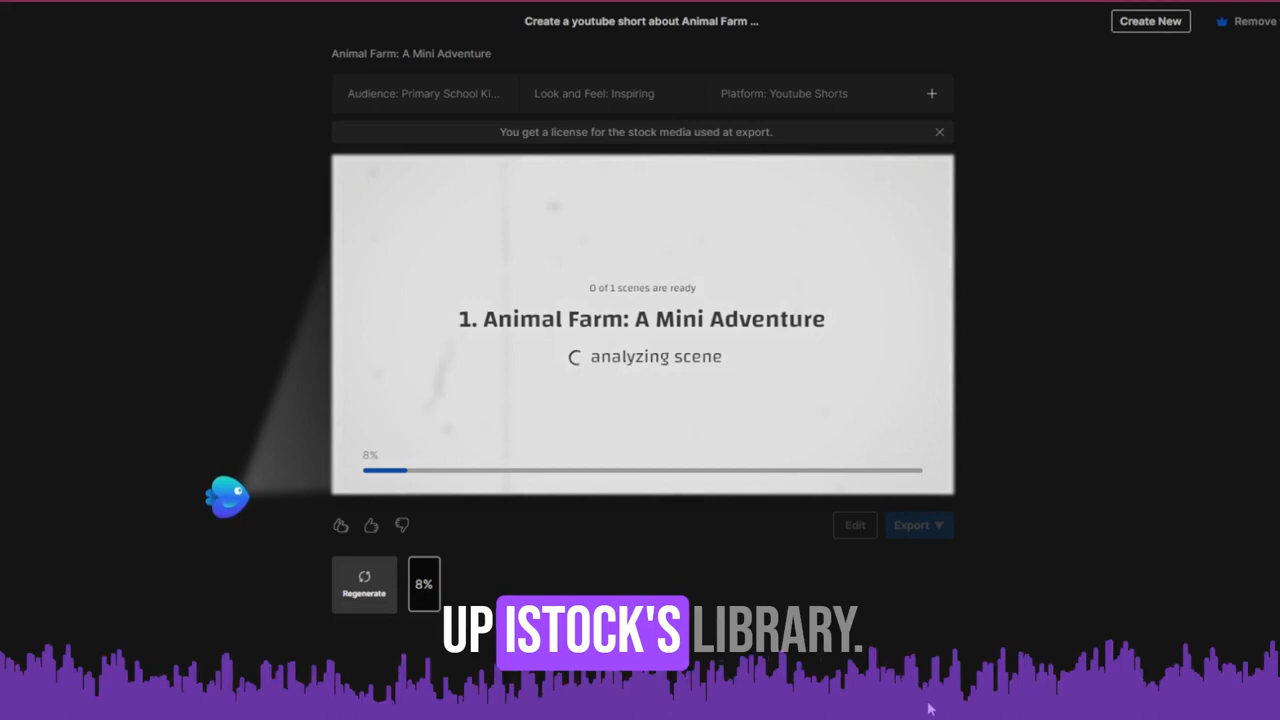 Create a youtube short about Animal Farm ...
Create New
Remove
Animal Farm: A Mini Adventure
Audience: Primary School Ki...
Look and Feel: Inspiring
Platform: Youtube Shorts
You get a license for the stock media used at export.
0 of 1 scenes are ready
1. Animal Farm: A Mini Adventure
analyzing scene
8%
Edit
Export
Regenerate
8%
UP ISTOCK'S LIBRARY.